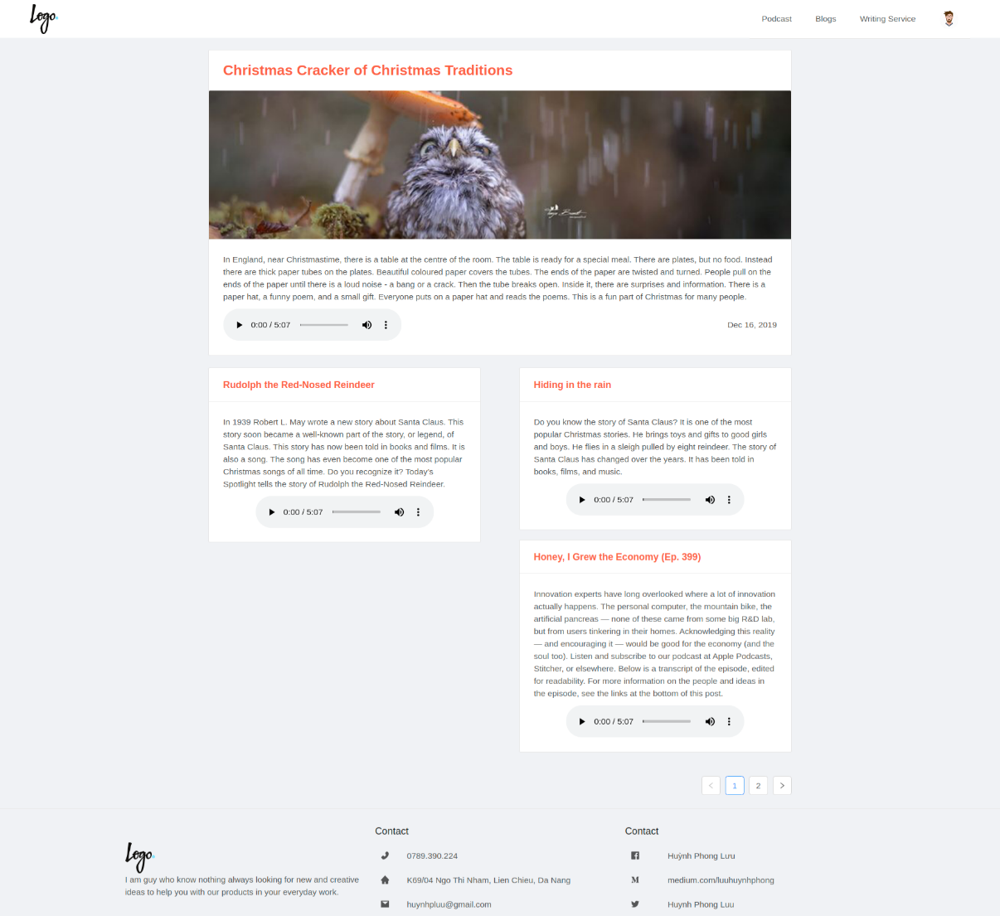 Logo.
Podcast
Blogs
Writing Service
Christmas Cracker of Christmas Traditions
In England, near Christmastime, there is a table at the centre of the room. The table is ready for a special meal. There are plates, but no food. Instead
there are thick paper tubes on the plates. Beautiful coloured paper covers the tubes. The ends of the paper are twisted and turned. People pull on the
ends of the paper until there is a loud noise - a bang or a crack. Then the tube breaks open. Inside it, there are surprises and information. There is a
paper hat, a funny poem, and a small gift. Everyone puts on a paper hat and reads the poems. This is a fun part of Christmas for many people.
0:00 / 5:07
Dec 16, 2019
Rudolph the Red-Nosed Reindeer
In 1939 Robert L. May wrote a new story about Santa Claus. This
story soon became a well-known part of the story, or legend, of
Santa Claus. This story has now been told in books and films. It is
also a song. The song has even become one of the most popular
Christmas songs of all time. Do you recognize it? Today's
Spotlight tells the story of Rudolph the Red-Nosed Reindeer.
0:00 / 5:07
Hiding in the rain
Do you know the story of Santa Claus? It is one of the most
popular Christmas stories. He brings toys and gifts to good girls
and boys. He flies in a sleigh pulled by eight reindeer. The story of
Santa Claus has changed over the years. It has been told in
books, films, and music.
0:00 / 5:07
Honey, I Grew the Economy (Ep. 399)
Innovation experts have long overlooked where a lot of innovation
actually happens. The personal computer, the mountain bike, the
artificial pancreas — none of these came from some big R&D lab,
but from users tinkering in their homes. Acknowledging this reality
— and encouraging it — would be good for the economy (and the
soul too). Listen and subscribe to our podcast at Apple Podcasts,
Stitcher, or elsewhere. Below is a transcript of the episode, edited
for readability. For more information on the people and ideas in
the episode, see the links at the bottom of this post.
0:00 / 5:07
1
2
Logo.
I am guy who know nothing always looking for new and creative
ideas to help you with our products in your everyday work.
Contact
0789.390.224
K69/04 Ngo Thi Nham, Lien Chieu, Da Nang
huynhpluu@gmail.com
Contact
Huỳnh Phong Lưu
medium.com/luuhuynhphong
Huynh Phong Luu